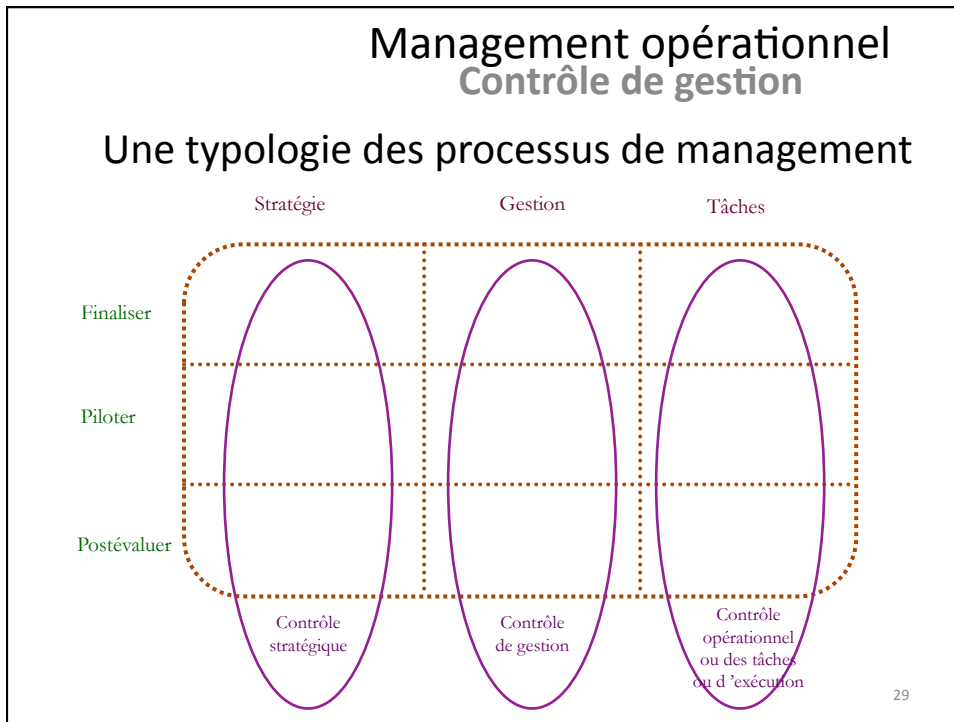 Management opérationnel
Contrôle de gestion
Une typologie des processus de management
Stratégie Gestion Tâches
Finaliser
Piloter
Postévaluer
Contrôle
stratégique
Contrôle
de gestion
Contrôle
opérationnel
ou des tâches
ou d ’exécution
29